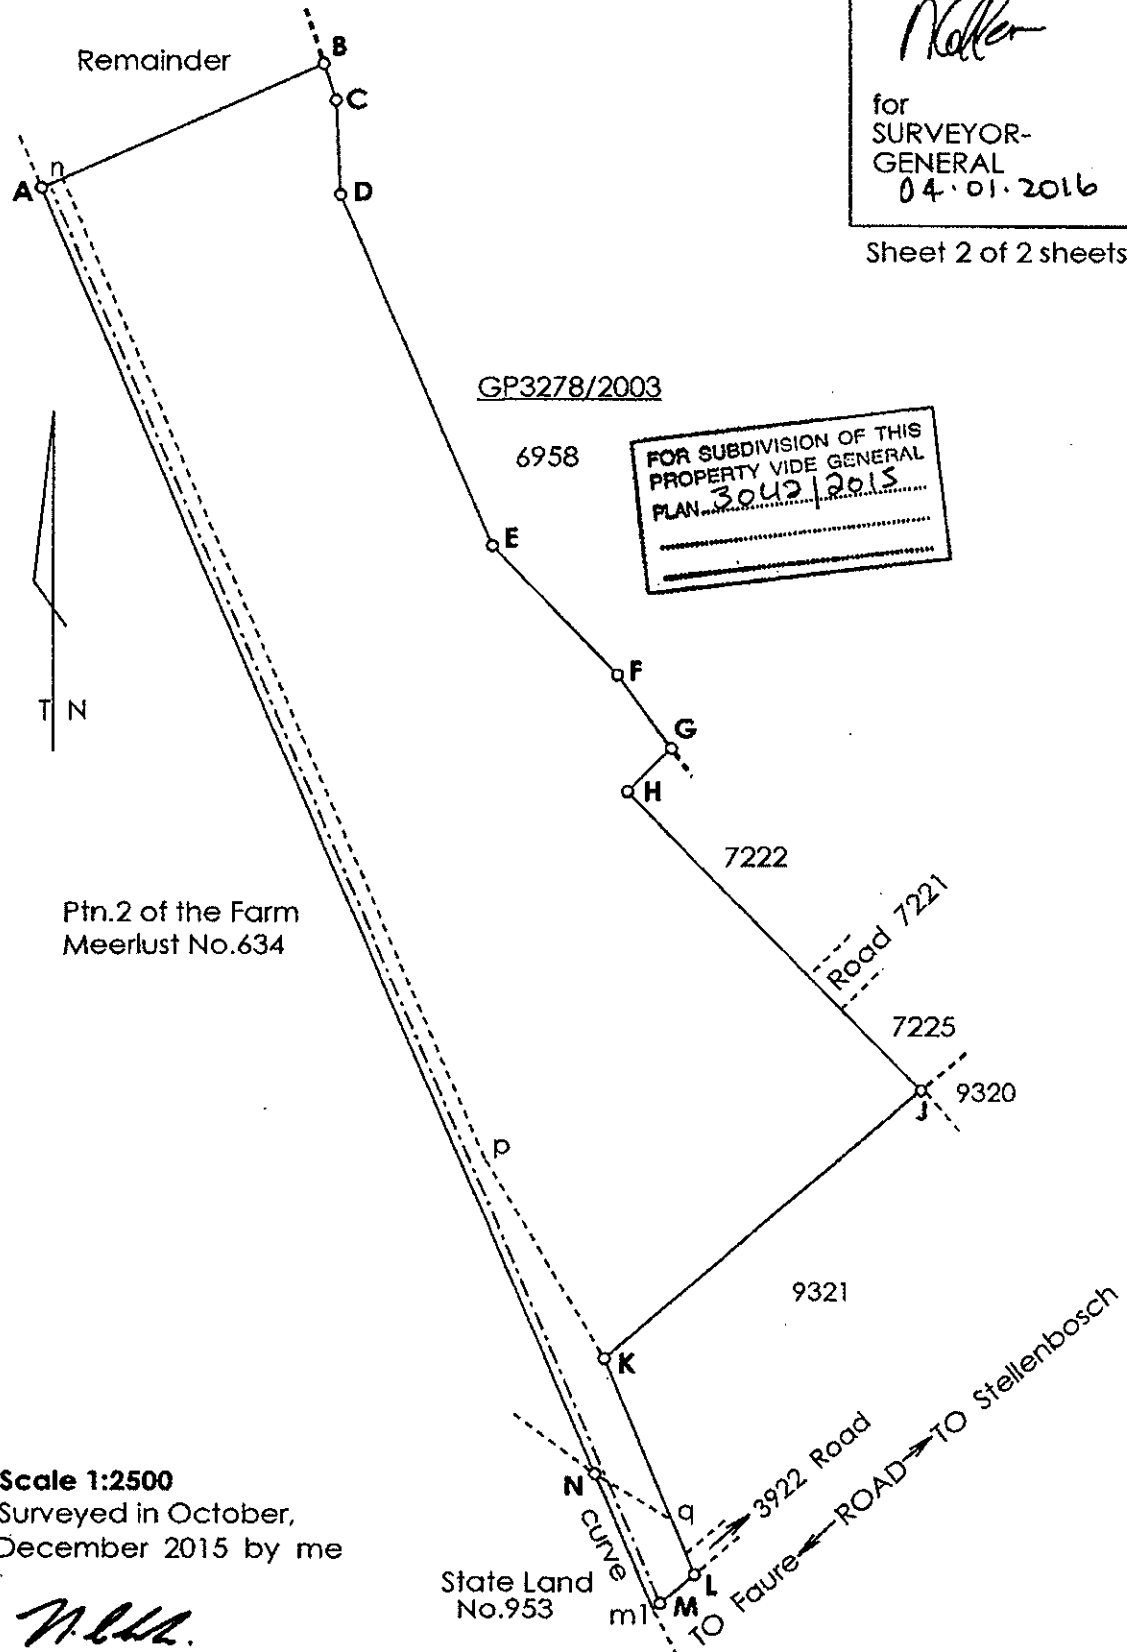 Remainder
B
C
n
A
D
for
SURVEYOR-
GENERAL
04.01.2016
Sheet 2 of 2 sheets
GP3278/2003
6958
FOR SUBDIVISION OF THIS
PROPERTY VIDE GENERAL
PLAN 3042/2015
E
F
T N
G
H
7222
Ptn.2 of the Farm
Meerlust No.634
Road 7221
7225
J
9320
p
9321
K
Scale 1:2500
Surveyed in October,
December 2015 by me
N
q
curve
3922 Road
TO Faure ROAD TO Stellenbosch
State Land
No.953
m1
M
L